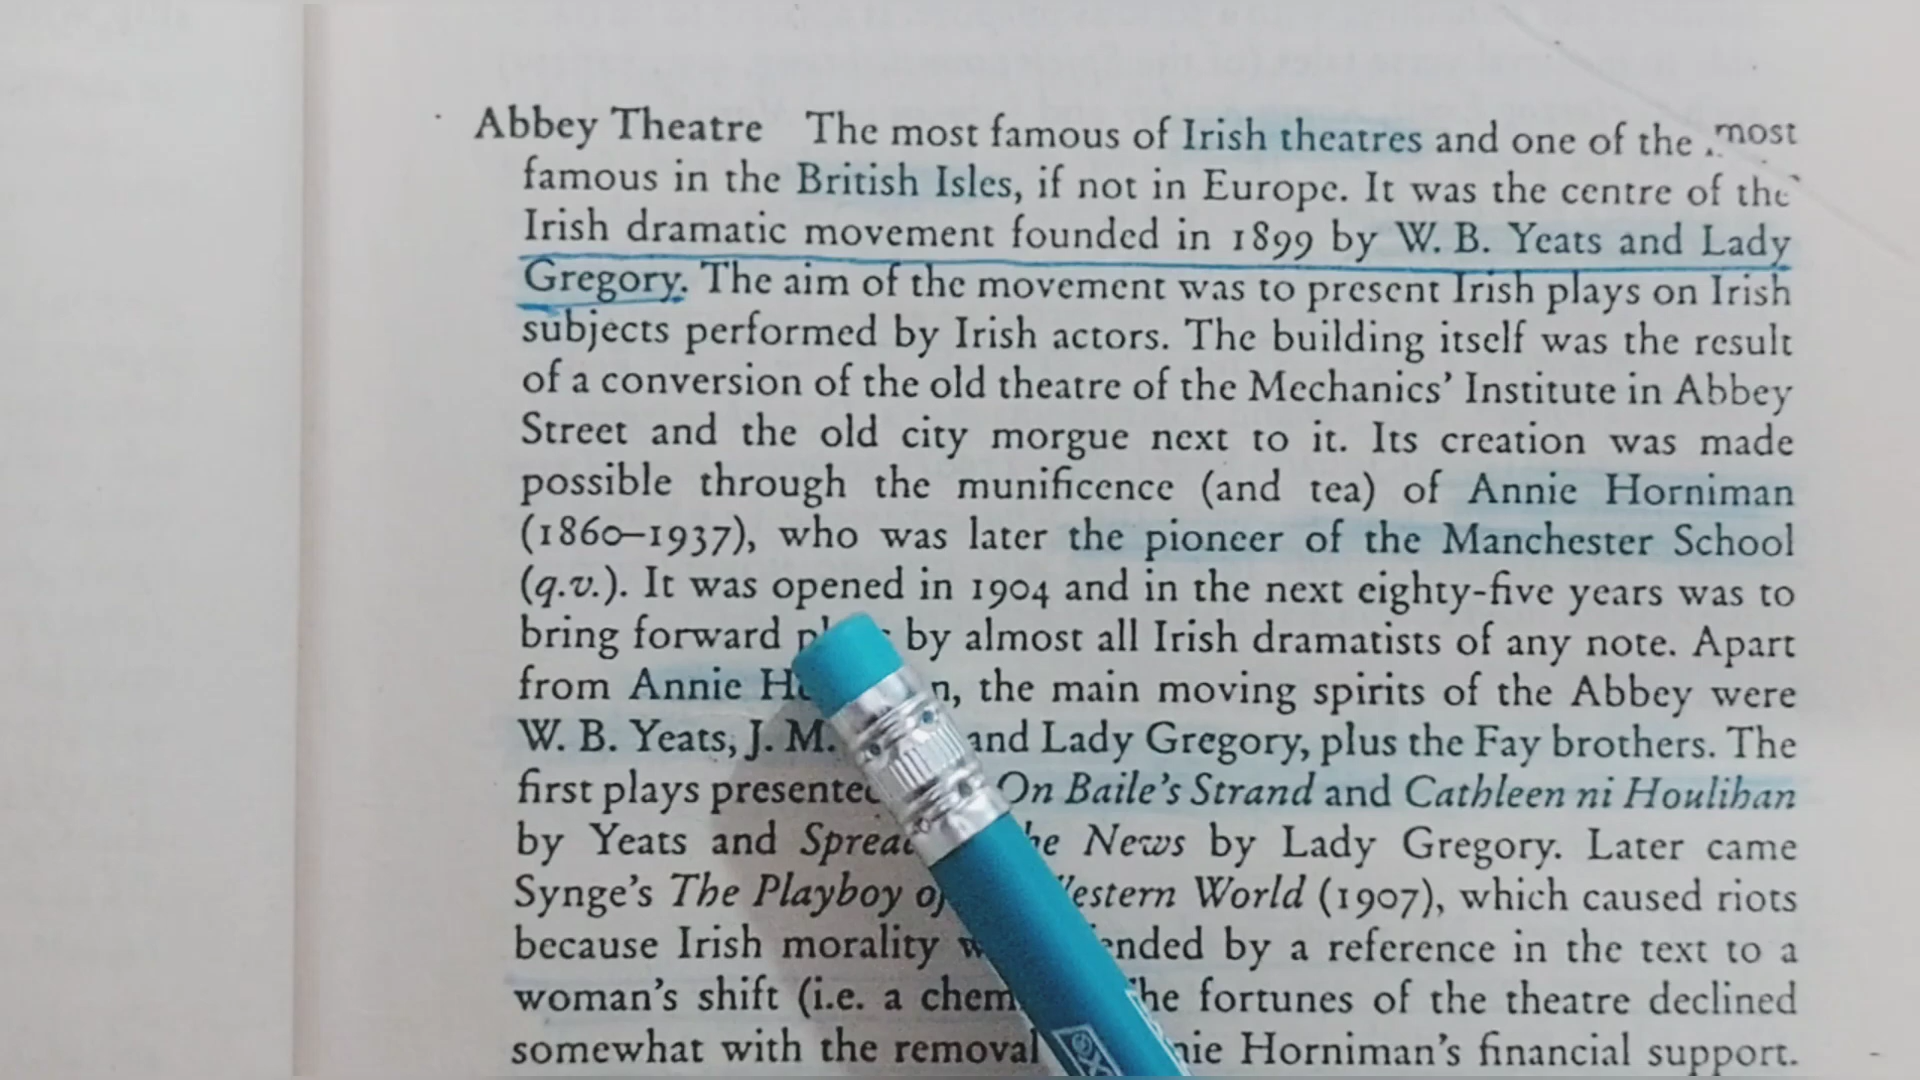 Abbey Theatre The most famous of Irish theatres and one of the most
famous in the British Isles, if not in Europe. It was the centre of the
Irish dramatic movement founded in 1899 by W. B. Yeats and Lady
Gregory. The aim of the movement was to present Irish plays on Irish
subjects performed by Irish actors. The building itself was the result
of a conversion of the old theatre of the Mechanics' Institute in Abbey
Street and the old city morgue next to it. Its creation was made
possible through the munificence (and tea) of Annie Horniman
(1860–1937), who was later the pioneer of the Manchester School
(q.v.). It was opened in 1904 and in the next eighty-five years was to
bring forward by almost all Irish dramatists of any note. Apart
from Annie the main moving spirits of the Abbey were
W. B. Yeats, J. M. and Lady Gregory, plus the Fay brothers. The
first plays On Baile's Strand and Cathleen ni Houlihan
by Yeats and News by Lady Gregory. Later came
Synge's The Playboy World (1907), which caused riots
because Irish morality by a reference in the text to a
woman's shift (i.e. a fortunes of the theatre declined
somewhat with the removal Horniman's financial support.